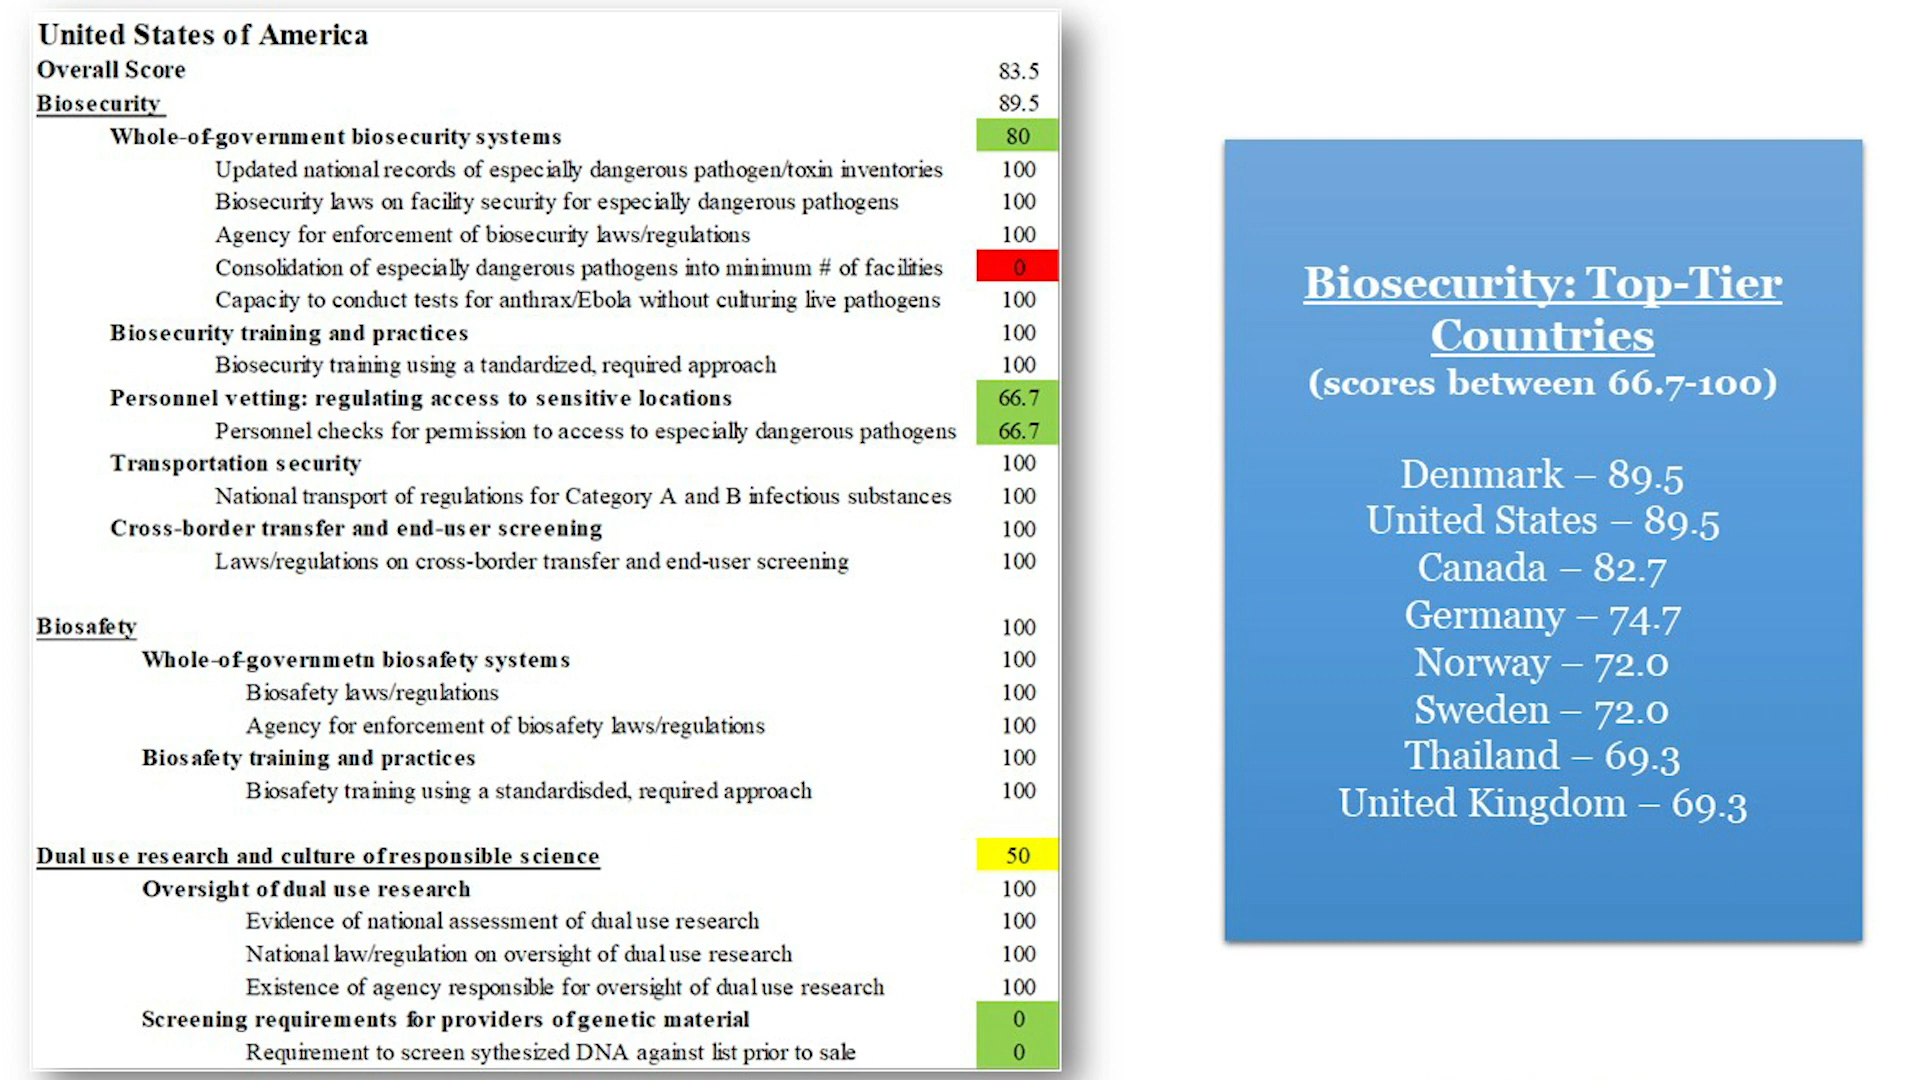 United States of America
Overall Score 83.5
Biosecurity 89.5
Whole-of-government biosecurity systems 80
Updated national records of especially dangerous pathogen/toxin inventories 100
Biosecurity laws on facility security for especially dangerous pathogens 100
Agency for enforcement of biosecurity laws/regulations 100
Consolidation of especially dangerous pathogens into minimum # of facilities 0
Capacity to conduct tests for anthrax/Ebola without culturing live pathogens 100
Biosecurity training and practices 100
Biosecurity training using a tandardized, required approach 100
Personnel vetting: regulating access to sensitive locations 66.7
Personnel checks for permission to access to especially dangerous pathogens 66.7
Transportation security 100
National transport of regulations for Category A and B infectious substances 100
Cross-border transfer and end-user screening 100
Laws/regulations on cross-border transfer and end-user screening 100
Biosafety 100
Whole-of-governmetn biosafety systems 100
Biosafety laws/regulations 100
Agency for enforcement of biosafety laws/regulations 100
Biosafety training and practices 100
Biosafety training using a standardisded, required approach 100
Dual use research and culture of responsible science 50
Oversight of dual use research 100
Evidence of national assessment of dual use research 100
National law/regulation on oversight of dual use research 100
Existence of agency responsible for oversight of dual use research 100
Screening requirements for providers of genetic material 0
Requirement to screen sythesized DNA against list prior to sale 0
Biosecurity: Top-Tier
Countries
(scores between 66.7-100)
Denmark – 89.5
United States – 89.5
Canada – 82.7
Germany – 74.7
Norway – 72.0
Sweden – 72.0
Thailand – 69.3
United Kingdom – 69.3